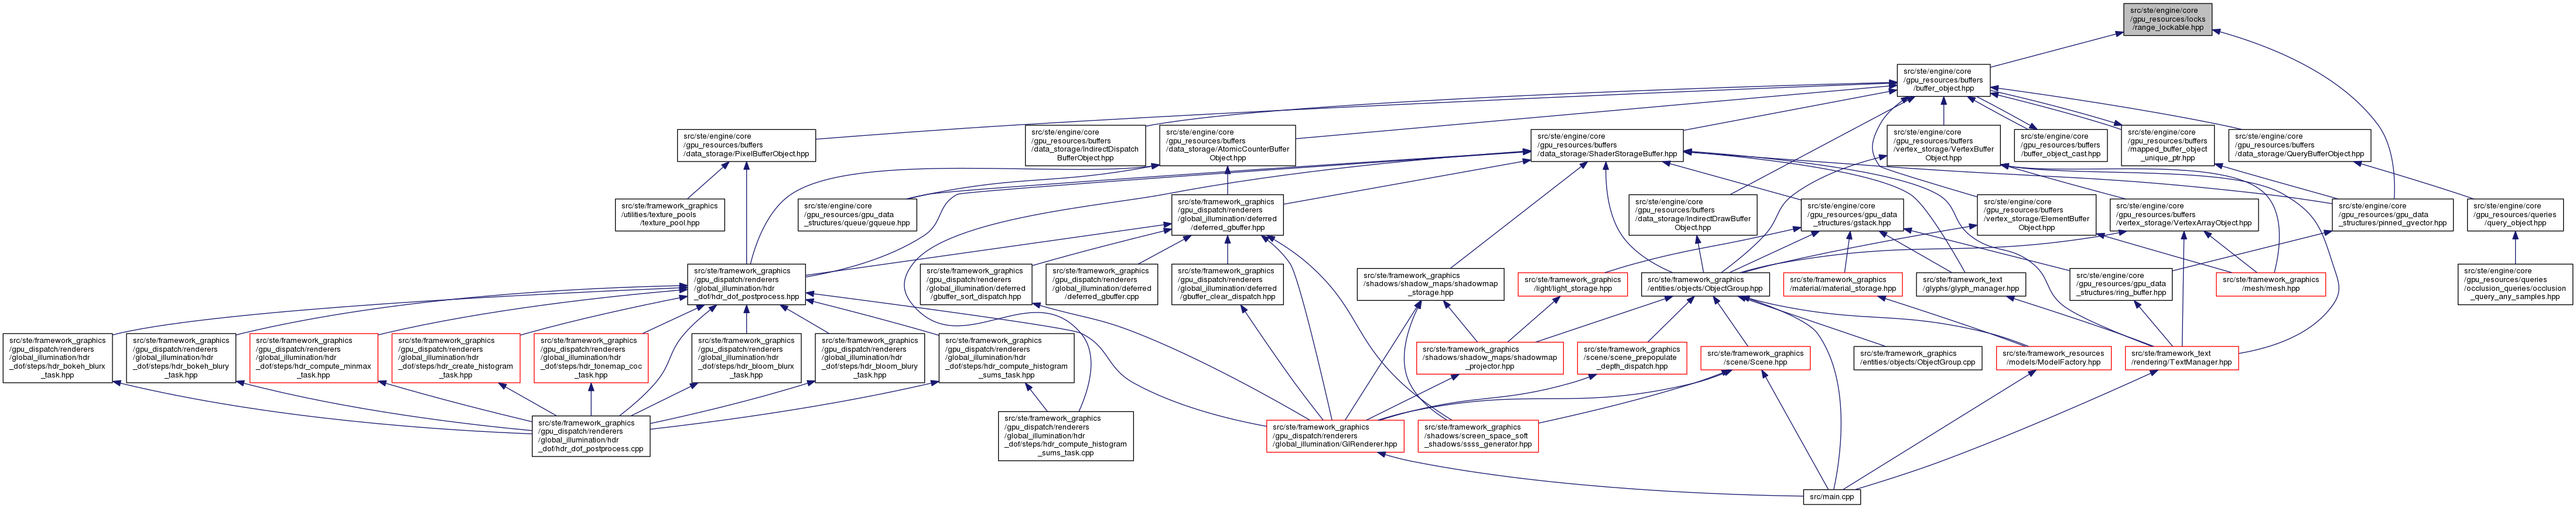 src/ste/engine/core
/gpu_resources/locks
/range_lockable.hpp
src/ste/engine/core
/gpu_resources/buffers
/buffer_object.hpp
src/ste/engine/core
/gpu_resources/buffers
/data_storage/PixelBufferObject.hpp
src/ste/engine/core
/gpu_resources/buffers
/data_storage/IndirectDispatch
BufferObject.hpp
src/ste/engine/core
/gpu_resources/buffers
/data_storage/AtomicCounterBuffer
Object.hpp
src/ste/engine/core
/gpu_resources/buffers
/data_storage/ShaderStorageBuffer.hpp
src/ste/engine/core
/gpu_resources/buffers
/vertex_storage/VertexBuffer
Object.hpp
src/ste/engine/core
/gpu_resources/buffers
/buffer_object_cast.hpp
src/ste/engine/core
/gpu_resources/buffers
/mapped_buffer_object
_unique_ptr.hpp
src/ste/engine/core
/gpu_resources/buffers
/data_storage/QueryBufferObject.hpp
src/ste/framework_graphics
/utilities/texture_pools
/texture_pool.hpp
src/ste/engine/core
/gpu_resources/gpu_data
_structures/queue/gqueue.hpp
src/ste/framework_graphics
/gpu_dispatch/renderers
/global_illumination/deferred
/deferred_gbuffer.hpp
src/ste/engine/core
/gpu_resources/buffers
/data_storage/IndirectDrawBuffer
Object.hpp
src/ste/engine/core
/gpu_resources/gpu_data
_structures/gstack.hpp
src/ste/engine/core
/gpu_resources/buffers
/vertex_storage/ElementBuffer
Object.hpp
src/ste/engine/core
/gpu_resources/buffers
/vertex_storage/VertexArrayObject.hpp
src/ste/engine/core
/gpu_resources/gpu_data
_structures/pinned_gvector.hpp
src/ste/engine/core
/gpu_resources/queries
/query_object.hpp
src/ste/framework_graphics
/gpu_dispatch/renderers
/global_illumination/hdr
_dof/hdr_dof_postprocess.hpp
src/ste/framework_graphics
/gpu_dispatch/renderers
/global_illumination/deferred
/gbuffer_sort_dispatch.hpp
src/ste/framework_graphics
/gpu_dispatch/renderers
/global_illumination/deferred
/deferred_gbuffer.cpp
src/ste/framework_graphics
/gpu_dispatch/renderers
/global_illumination/deferred
/gbuffer_clear_dispatch.hpp
src/ste/framework_graphics
/shadows/shadow_maps/shadowmap
_storage.hpp
src/ste/framework_graphics
/light/light_storage.hpp
src/ste/framework_graphics
/entities/objects/ObjectGroup.hpp
src/ste/framework_graphics
/material/material_storage.hpp
src/ste/framework_text
/glyphs/glyph_manager.hpp
src/ste/engine/core
/gpu_resources/gpu_data
_structures/ring_buffer.hpp
src/ste/framework_graphics
/mesh/mesh.hpp
src/ste/engine/core
/gpu_resources/queries
/occlusion_queries/occlusion
_query_any_samples.hpp
src/ste/framework_graphics
/gpu_dispatch/renderers
/global_illumination/hdr
_dof/steps/hdr_bokeh_blurx
_task.hpp
src/ste/framework_graphics
/gpu_dispatch/renderers
/global_illumination/hdr
_dof/steps/hdr_bokeh_blury
_task.hpp
src/ste/framework_graphics
/gpu_dispatch/renderers
/global_illumination/hdr
_dof/steps/hdr_compute_minmax
_task.hpp
src/ste/framework_graphics
/gpu_dispatch/renderers
/global_illumination/hdr
_dof/steps/hdr_create_histogram
_task.hpp
src/ste/framework_graphics
/gpu_dispatch/renderers
/global_illumination/hdr
_dof/steps/hdr_tonemap_coc
_task.hpp
src/ste/framework_graphics
/gpu_dispatch/renderers
/global_illumination/hdr
_dof/steps/hdr_bloom_blurx
_task.hpp
src/ste/framework_graphics
/gpu_dispatch/renderers
/global_illumination/hdr
_dof/steps/hdr_bloom_blury
_task.hpp
src/ste/framework_graphics
/gpu_dispatch/renderers
/global_illumination/hdr
_dof/steps/hdr_compute_histogram
_sums_task.hpp
src/ste/framework_graphics
/shadows/shadow_maps/shadowmap
_projector.hpp
src/ste/framework_graphics
/scene/scene_prepopulate
_depth_dispatch.hpp
src/ste/framework_graphics
/scene/Scene.hpp
src/ste/framework_graphics
/entities/objects/ObjectGroup.cpp
src/ste/framework_resources
/models/ModelFactory.hpp
src/ste/framework_text
/rendering/TextManager.hpp
src/ste/framework_graphics
/gpu_dispatch/renderers
/global_illumination/hdr
_dof/hdr_dof_postprocess.cpp
src/ste/framework_graphics
/gpu_dispatch/renderers
/global_illumination/hdr
_dof/steps/hdr_compute_histogram
_sums_task.cpp
src/ste/framework_graphics
/gpu_dispatch/renderers
/global_illumination/GIRenderer.hpp
src/ste/framework_graphics
/shadows/screen_space_soft
_shadows/ssss_generator.hpp
src/main.cpp